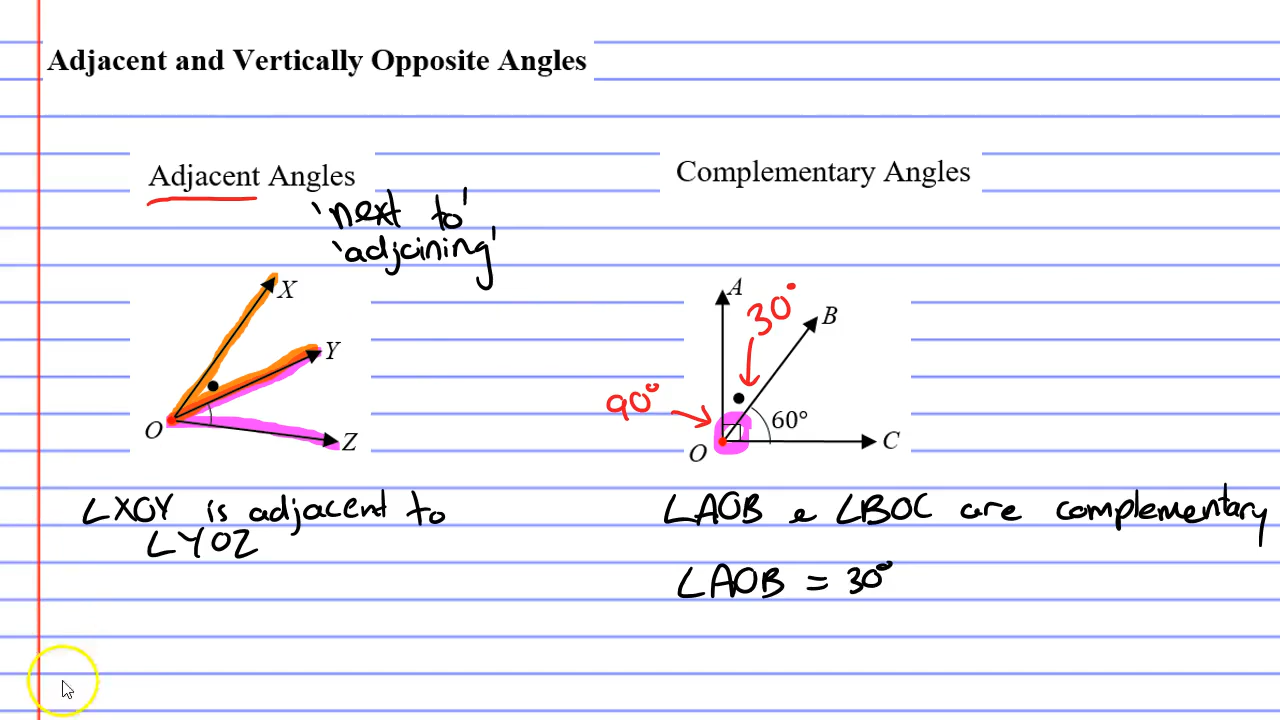 Adjacent and Vertically Opposite Angles
Adjacent Angles
'next to'
'adjoining'
X
Y
O
Z
∠XOY is adjacent to
∠YOZ
Complementary Angles
A
30°
B
90°
60°
O
C
∠AOB & ∠BOC are complementary
∠AOB = 30°